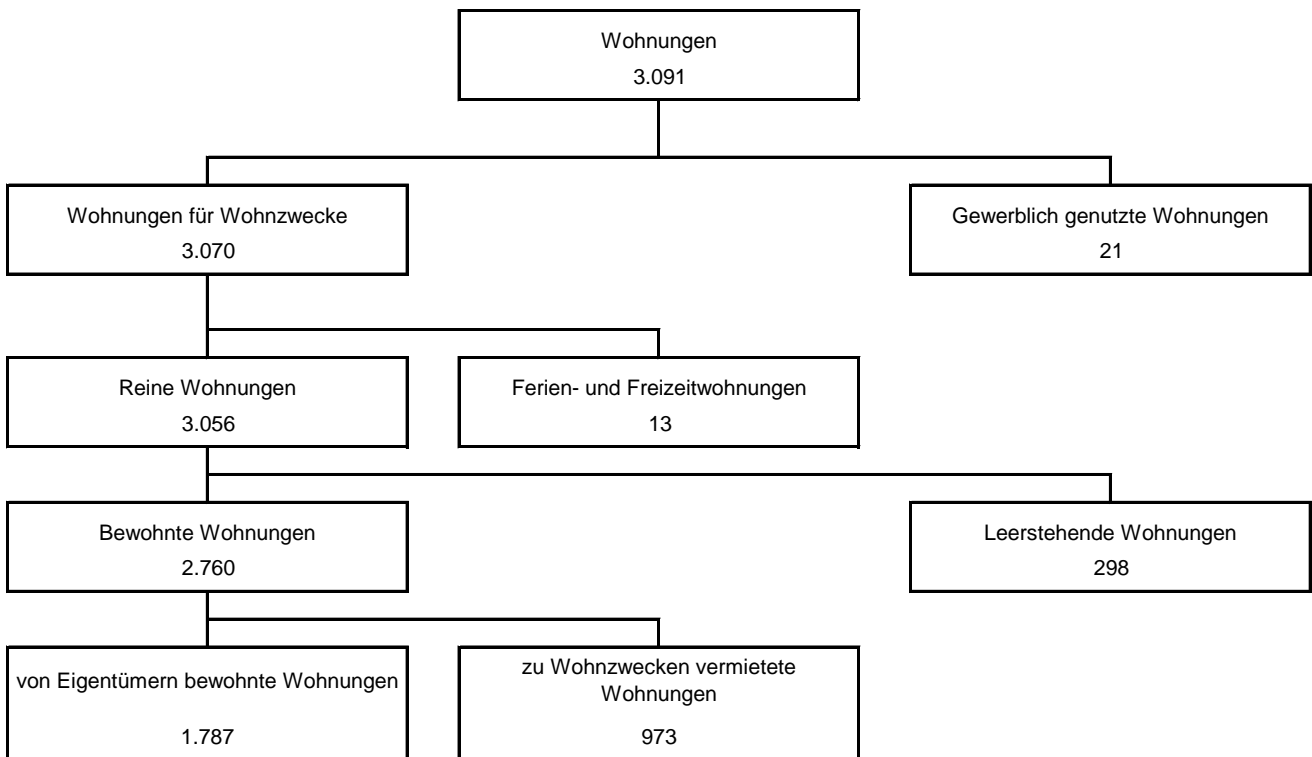 Wohnungen
3.091
Wohnungen für Wohnzwecke
3.070
Gewerblich genutzte Wohnungen
21
Reine Wohnungen
3.056
Ferien- und Freizeitwohnungen
13
Bewohnte Wohnungen
2.760
Leerstehende Wohnungen
298
von Eigentümern bewohnte Wohnungen
1.787
zu Wohnzwecken vermietete
Wohnungen
973